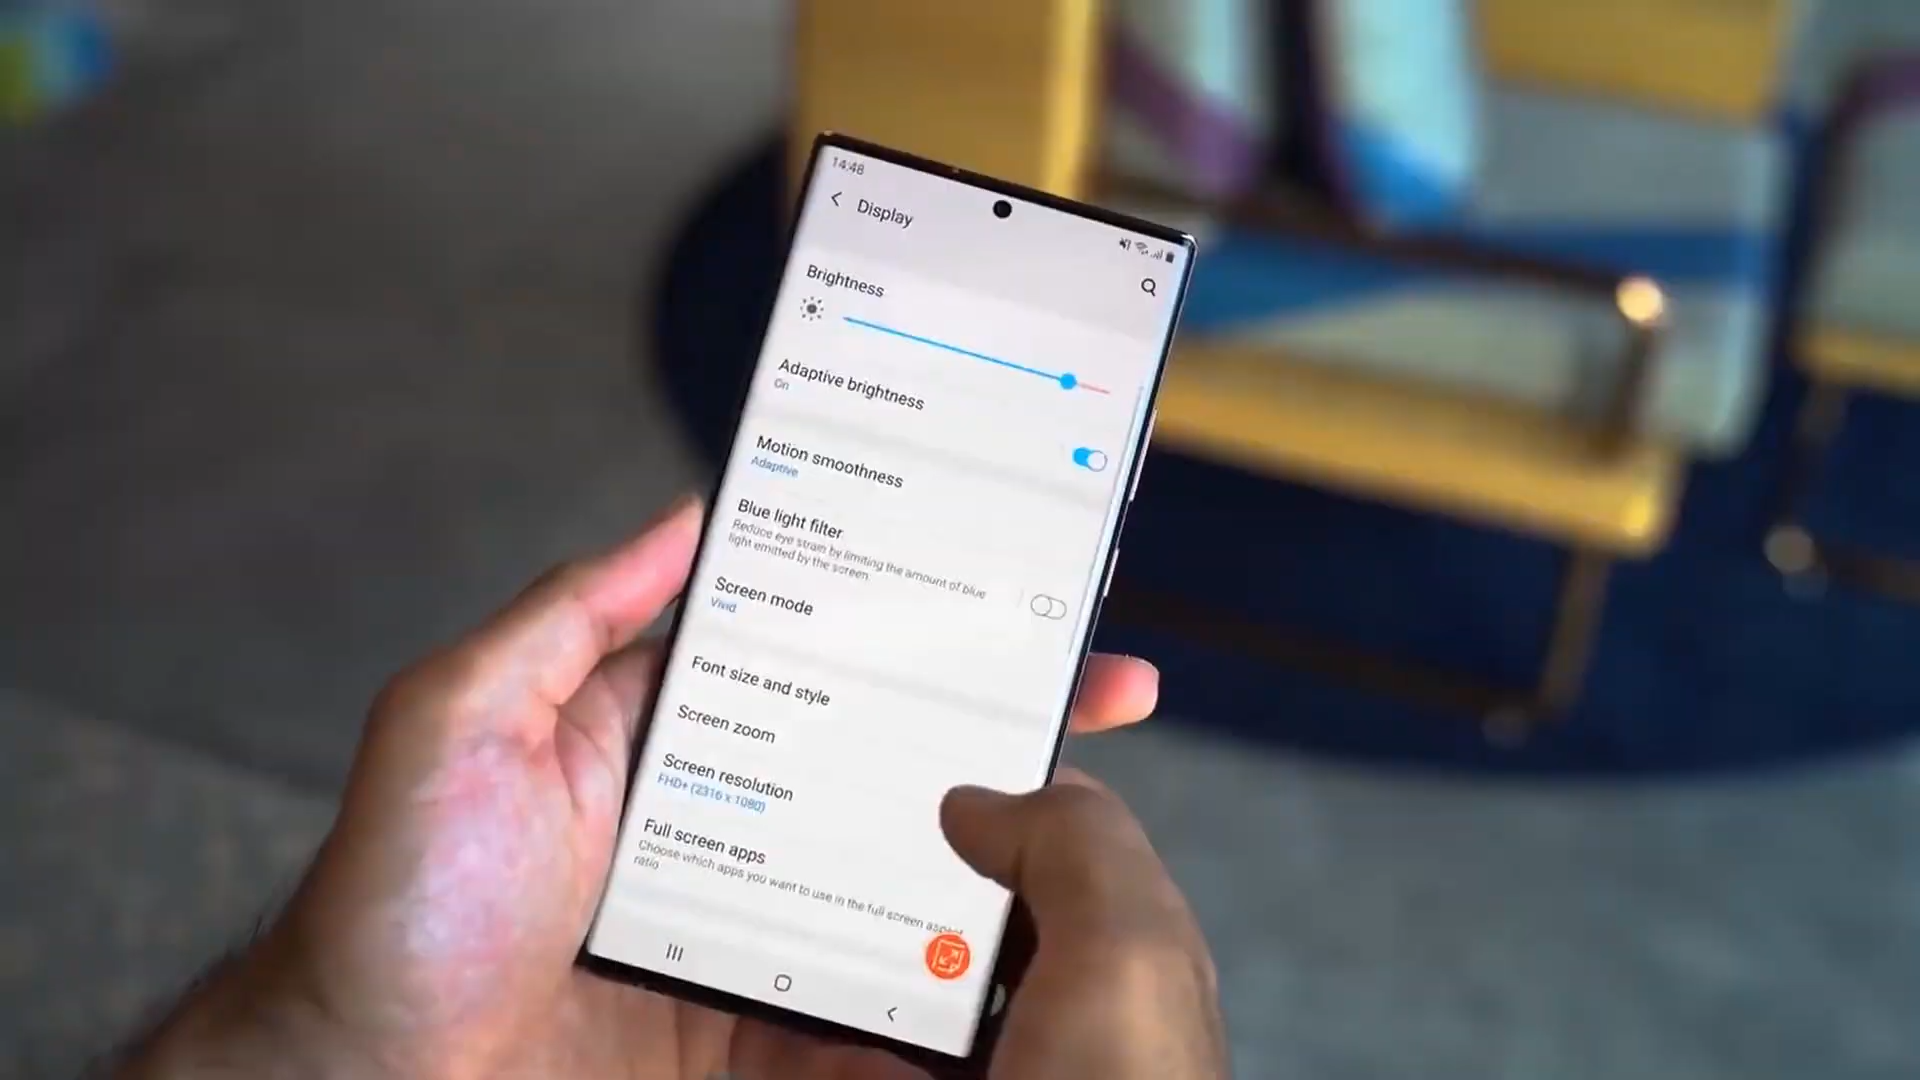 14:48
Display
Brightness
Adaptive brightness
On
Motion smoothness
Adaptive
Blue light filter
Reduce eye strain by limiting the amount of blue
light emitted by the screen.
Screen mode
Vivid
Font size and style
Screen zoom
Screen resolution
FHD+ (2316 x 1080)
Full screen apps
Choose which apps you want to use in the full screen aspect
ratio